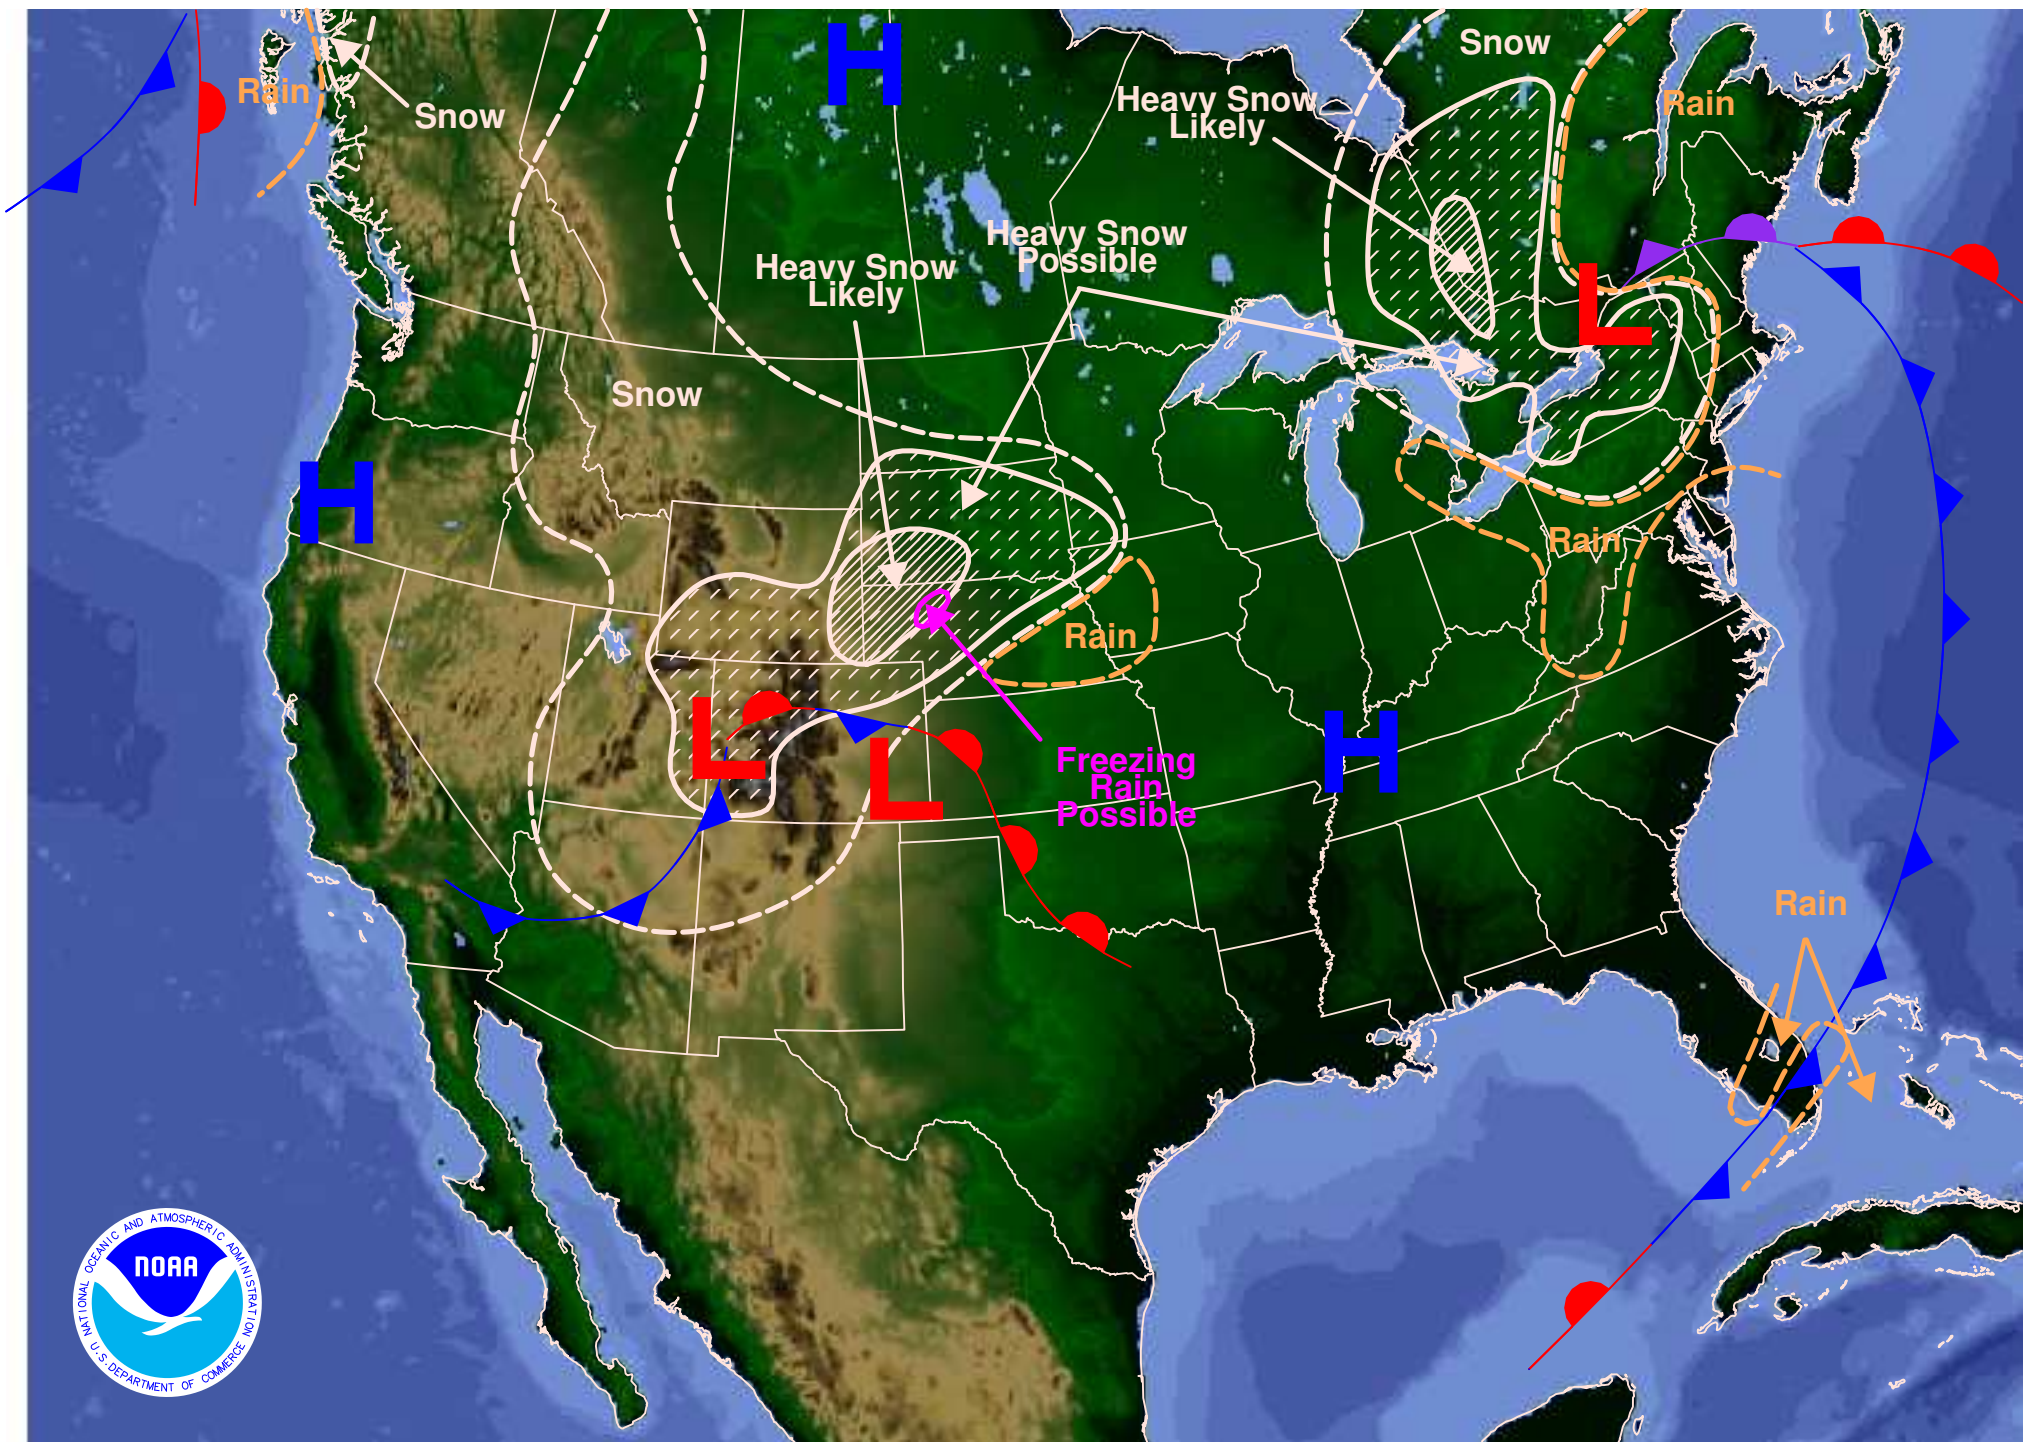 H
Snow
Rain
Snow
Heavy Snow
Likely
Rain
Heavy Snow
Possible
Heavy Snow
Likely
L
Snow
H
Rain
Rain
L
H
L
Freezing
Rain
Possible
Rain
NATIONAL OCEANIC AND ATMOSPHERIC ADMINISTRATION
NOAA
U.S. DEPARTMENT OF COMMERCE